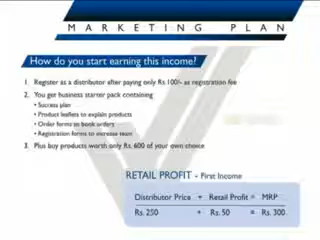 MARKETING PLAN
How do you start earning this income?
1. Register as a distributor after paying only Rs. 100/- as registration fee
2. You get business starter pack containing
• Success plan
• Product leaflets to explain products
• Order forms to book orders
• Registration forms to increase team
3. Plus buy products worth only Rs. 600 of your own choice
RETAIL PROFIT - First Income
Distributor Price + Retail Profit = MRP
Rs. 250 + Rs. 50 = Rs. 300